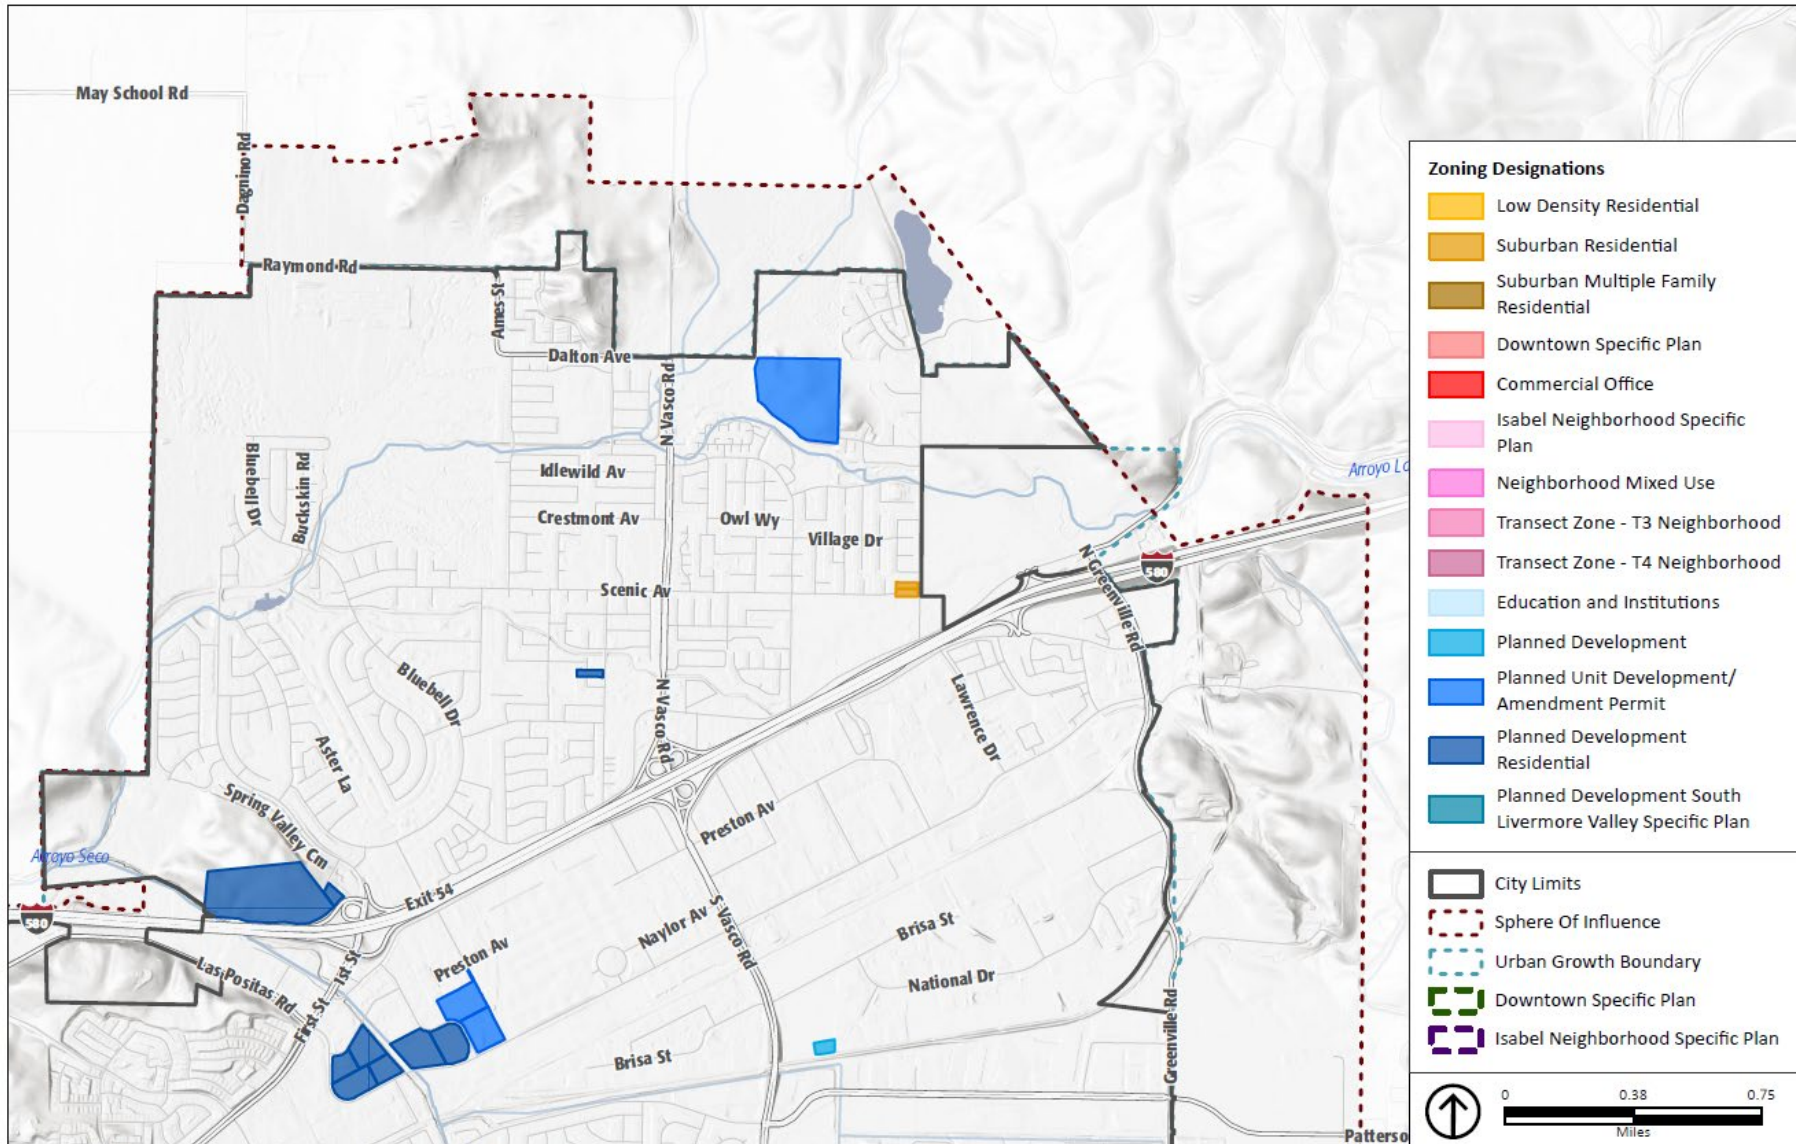 May School Rd
Dagnino Rd
Raymond Rd
Ames St
Dalton Ave
N Vasco Rd
Bluebell Dr
Buckskin Rd
Idlewild Av
Crestmont Av
Owl Wy
Village Dr
Scenic Av
N Greenville Rd
580
Bluebell Dr
N Vasco Rd
Lawrence Dr
Aster La
Spring Valley Cm
Preston Av
Arroyo Seco
Exit 54
580
Las Positas Rd
1st St
First St
Preston Av
Naylor Av
S Vasco Rd
Brisa St
National Dr
Brisa St
Greenville Rd
Patterso
Arroyo Lo
Zoning Designations
Low Density Residential
Suburban Residential
Suburban Multiple Family
Residential
Downtown Specific Plan
Commercial Office
Isabel Neighborhood Specific
Plan
Neighborhood Mixed Use
Transect Zone - T3 Neighborhood
Transect Zone - T4 Neighborhood
Education and Institutions
Planned Development
Planned Unit Development/
Amendment Permit
Planned Development
Residential
Planned Development South
Livermore Valley Specific Plan
City Limits
Sphere Of Influence
Urban Growth Boundary
Downtown Specific Plan
Isabel Neighborhood Specific Plan
0 0.38 0.75
Miles